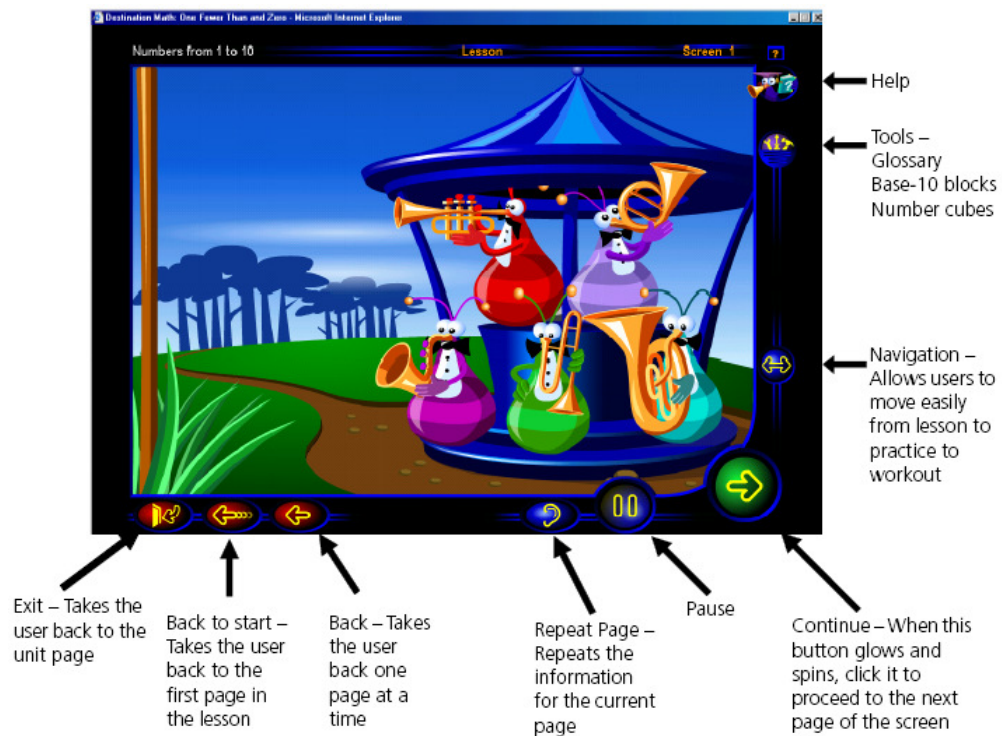 Destination Math: One Fewer Than and Zero - Microsoft Internet Explorer
Numbers from 1 to 10
Lesson
Screen 1
?
?
Help
Tools –
Glossary
Base-10 blocks
Number cubes
Navigation –
Allows users to
move easily
from lesson to
practice to
workout
Exit – Takes the
user back to the
unit page
Back to start –
Takes the user
back to the
first page in
the lesson
Back – Takes
the user
back one
page at a
time
Repeat Page –
Repeats the
information
for the current
page
Pause
Continue – When this
button glows and
spins, click it to
proceed to the next
page of the screen